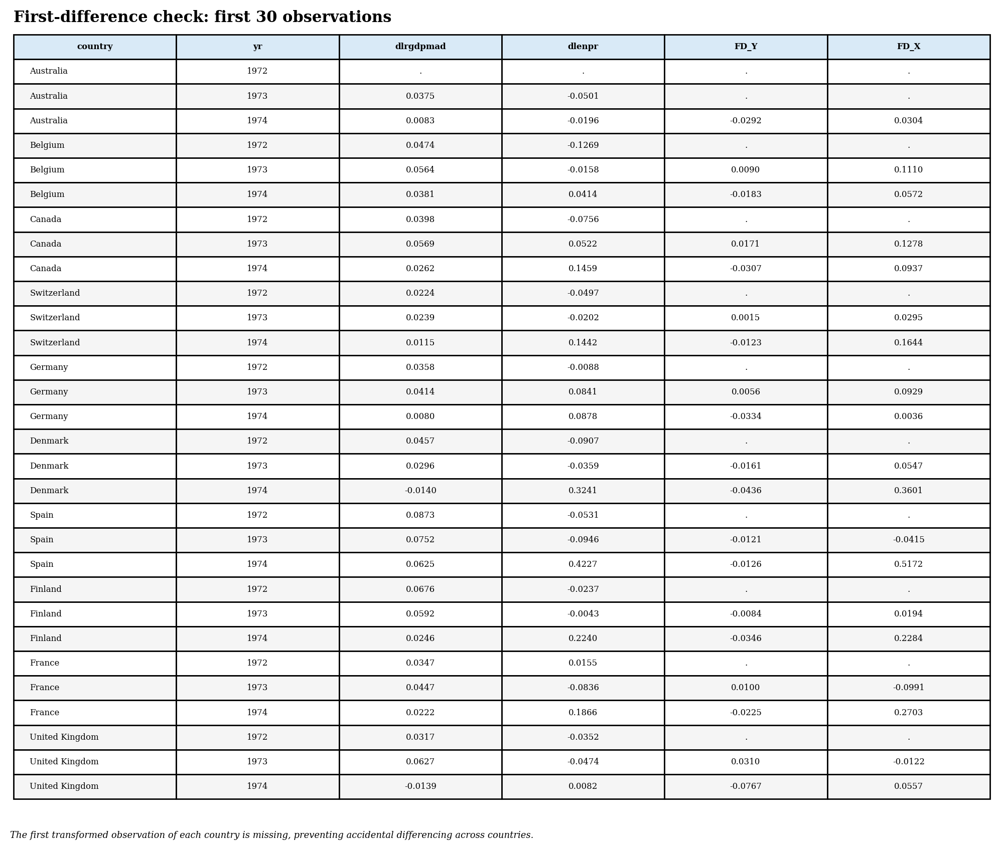 First-difference check: first 30 observations
country yr dlrgdpmad dlenpr FD_Y FD_X
Australia 1972 . . . .
Australia 1973 0.0375 -0.0501 . .
Australia 1974 0.0083 -0.0196 -0.0292 0.0304
Belgium 1972 0.0474 -0.1269 . .
Belgium 1973 0.0564 -0.0158 0.0090 0.1110
Belgium 1974 0.0381 0.0414 -0.0183 0.0572
Canada 1972 0.0398 -0.0756 . .
Canada 1973 0.0569 0.0522 0.0171 0.1278
Canada 1974 0.0262 0.1459 -0.0307 0.0937
Switzerland 1972 0.0224 -0.0497 . .
Switzerland 1973 0.0239 -0.0202 0.0015 0.0295
Switzerland 1974 0.0115 0.1442 -0.0123 0.1644
Germany 1972 0.0358 -0.0088 . .
Germany 1973 0.0414 0.0841 0.0056 0.0929
Germany 1974 0.0080 0.0878 -0.0334 0.0036
Denmark 1972 0.0457 -0.0907 . .
Denmark 1973 0.0296 -0.0359 -0.0161 0.0547
Denmark 1974 -0.0140 0.3241 -0.0436 0.3601
Spain 1972 0.0873 -0.0531 . .
Spain 1973 0.0752 -0.0946 -0.0121 -0.0415
Spain 1974 0.0625 0.4227 -0.0126 0.5172
Finland 1972 0.0676 -0.0237 . .
Finland 1973 0.0592 -0.0043 -0.0084 0.0194
Finland 1974 0.0246 0.2240 -0.0346 0.2284
France 1972 0.0347 0.0155 . .
France 1973 0.0447 -0.0836 0.0100 -0.0991
France 1974 0.0222 0.1866 -0.0225 0.2703
United Kingdom 1972 0.0317 -0.0352 . .
United Kingdom 1973 0.0627 -0.0474 0.0310 -0.0122
United Kingdom 1974 -0.0139 0.0082 -0.0767 0.0557
The first transformed observation of each country is missing, preventing accidental differencing across countries.